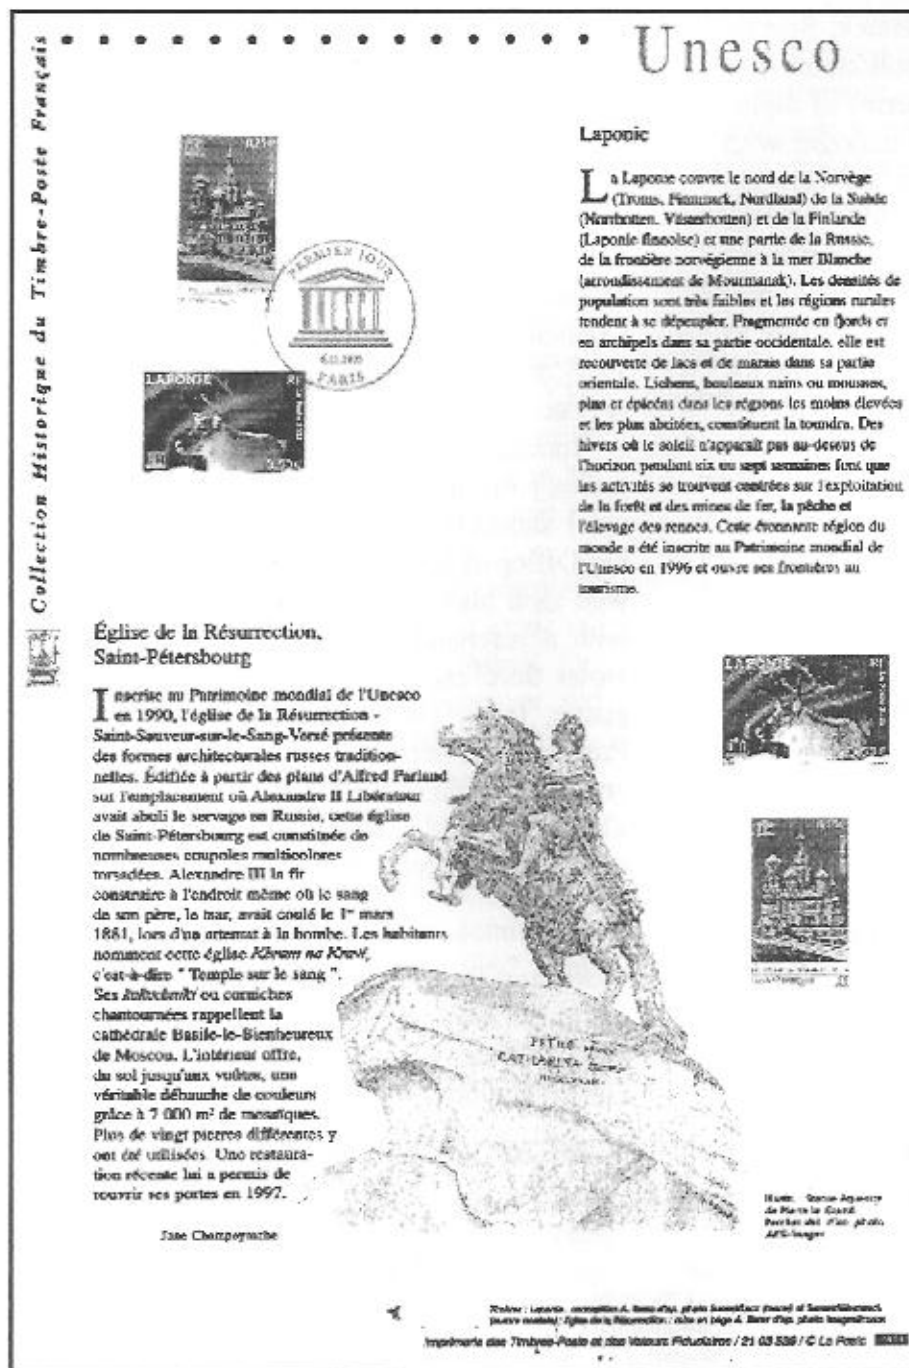 Unesco
Collection Historique du Timbre-Poste Français
PREMIER JOUR
PARIS
LAPONIE
RF
Laponie
La Laponie couvre le nord de la Norvège
(Troms, Finnmark, Nordland) de la Suède
(Norrbotten, Västerbotten) et de la Finlande
(Laponie finnoise) et une partie de la Russie,
de la frontière norvégienne à la mer Blanche
(arrondissement de Mourmansk). Les densités de
population sont très faibles et les régions rurales
tendent à se dépeupler. Fragmentée en fjords et
en archipels dans sa partie occidentale, elle est
recouverte de lacs et de marais dans sa partie
orientale. Lichens, bouleaux nains ou mousses,
pins et épicéas dans les régions les moins élevées
et les plus abritées, constituent la toundra. Des
hivers où le soleil n'apparaît pas au-dessus de
l'horizon pendant six ou sept semaines font que
les activités se trouvent centrées sur l'exploitation
de la forêt et des mines de fer, la pêche et
l'élevage des rennes. Cette étonnante région du
monde a été inscrite au Patrimoine mondial de
l'Unesco en 1996 et ouvre ses frontières au
tourisme.
Église de la Résurrection,
Saint-Pétersbourg
Inscrite au Patrimoine mondial de l'Unesco
en 1990, l'église de la Résurrection -
Saint-Sauveur-sur-le-Sang-Versé présente
des formes architecturales russes tradition-
nelles. Édifiée à partir des plans d'Alfred Parland
sur l'emplacement où Alexandre II Libérateur
avait aboli le servage en Russie, cette église
de Saint-Pétersbourg est constituée de
nombreuses coupoles multicolores
torsadées. Alexandre III la fit
construire à l'endroit même où le sang
de son père, le tsar, avait coulé le 1er mars
1881, lors d'un attentat à la bombe. Les habitants
nomment cette église Khram na Krovi,
c'est-à-dire " Temple sur le sang ".
Ses kokochniki ou corniches
chantournées rappellent la
cathédrale Basile-le-Bienheureux
de Moscou. L'intérieur offre,
du sol jusqu'aux voûtes, une
véritable débauche de couleurs
grâce à 7 000 m² de mosaïques.
Plus de vingt pierres différentes y
ont été utilisées. Une restaura-
tion récente lui a permis de
rouvrir ses portes en 1997.
Jane Champeyrache
LAPONIE
RF
PETRO
CATHARINA
Statue équestre
de Pierre le Grand
d'ap. photo
Imprimerie des Timbres-Poste et des Valeurs Fiduciaires / 21 03 539 / © La Poste